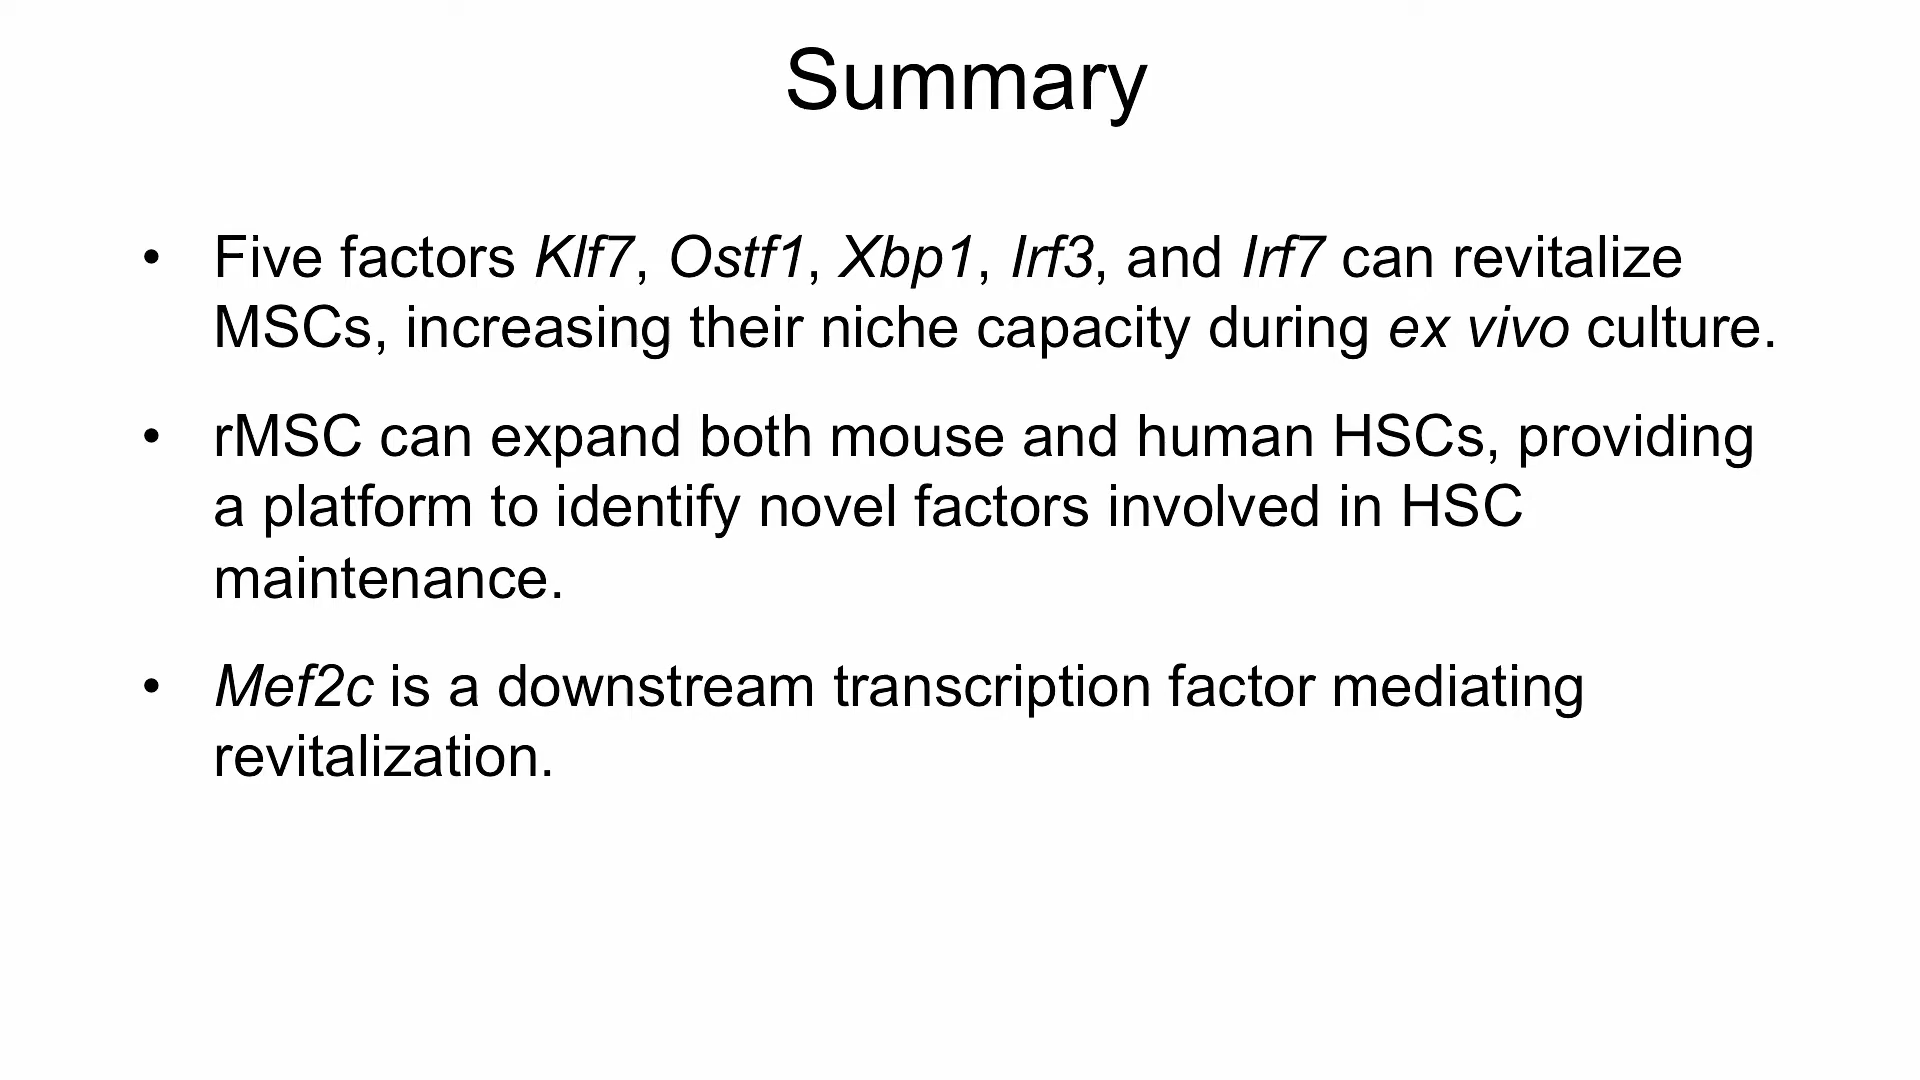 Summary
• Five factors Klf7, Ostf1, Xbp1, Irf3, and Irf7 can revitalize
MSCs, increasing their niche capacity during ex vivo culture.
• rMSC can expand both mouse and human HSCs, providing
a platform to identify novel factors involved in HSC
maintenance.
• Mef2c is a downstream transcription factor mediating
revitalization.